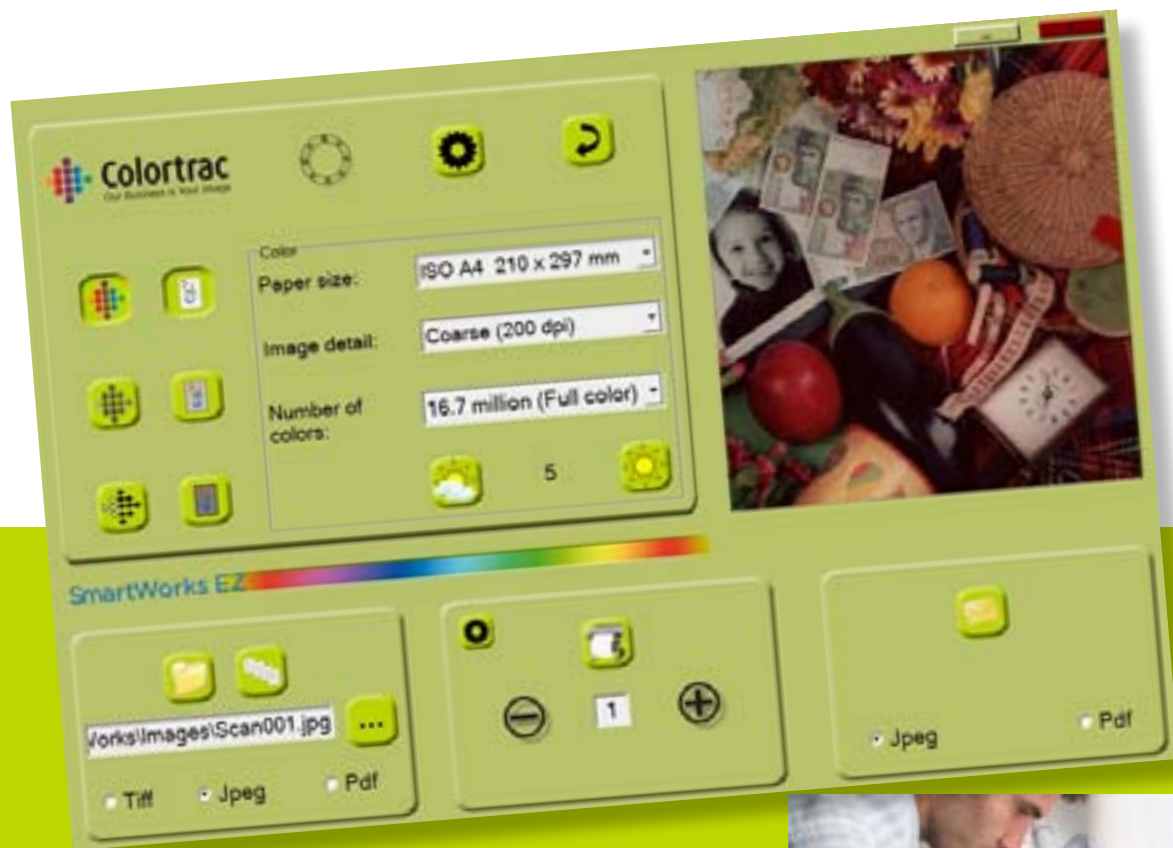 Colortrac
Our Business is Your Image
Color
Paper size:
ISO A4 210 x 297 mm
Image detail:
Coarse (200 dpi)
Number of colors:
16.7 million (Full color)
5
SmartWorks EZ
Works\Images\Scan001.jpg
...
Tiff
Jpeg
Pdf
1
Jpeg
Pdf